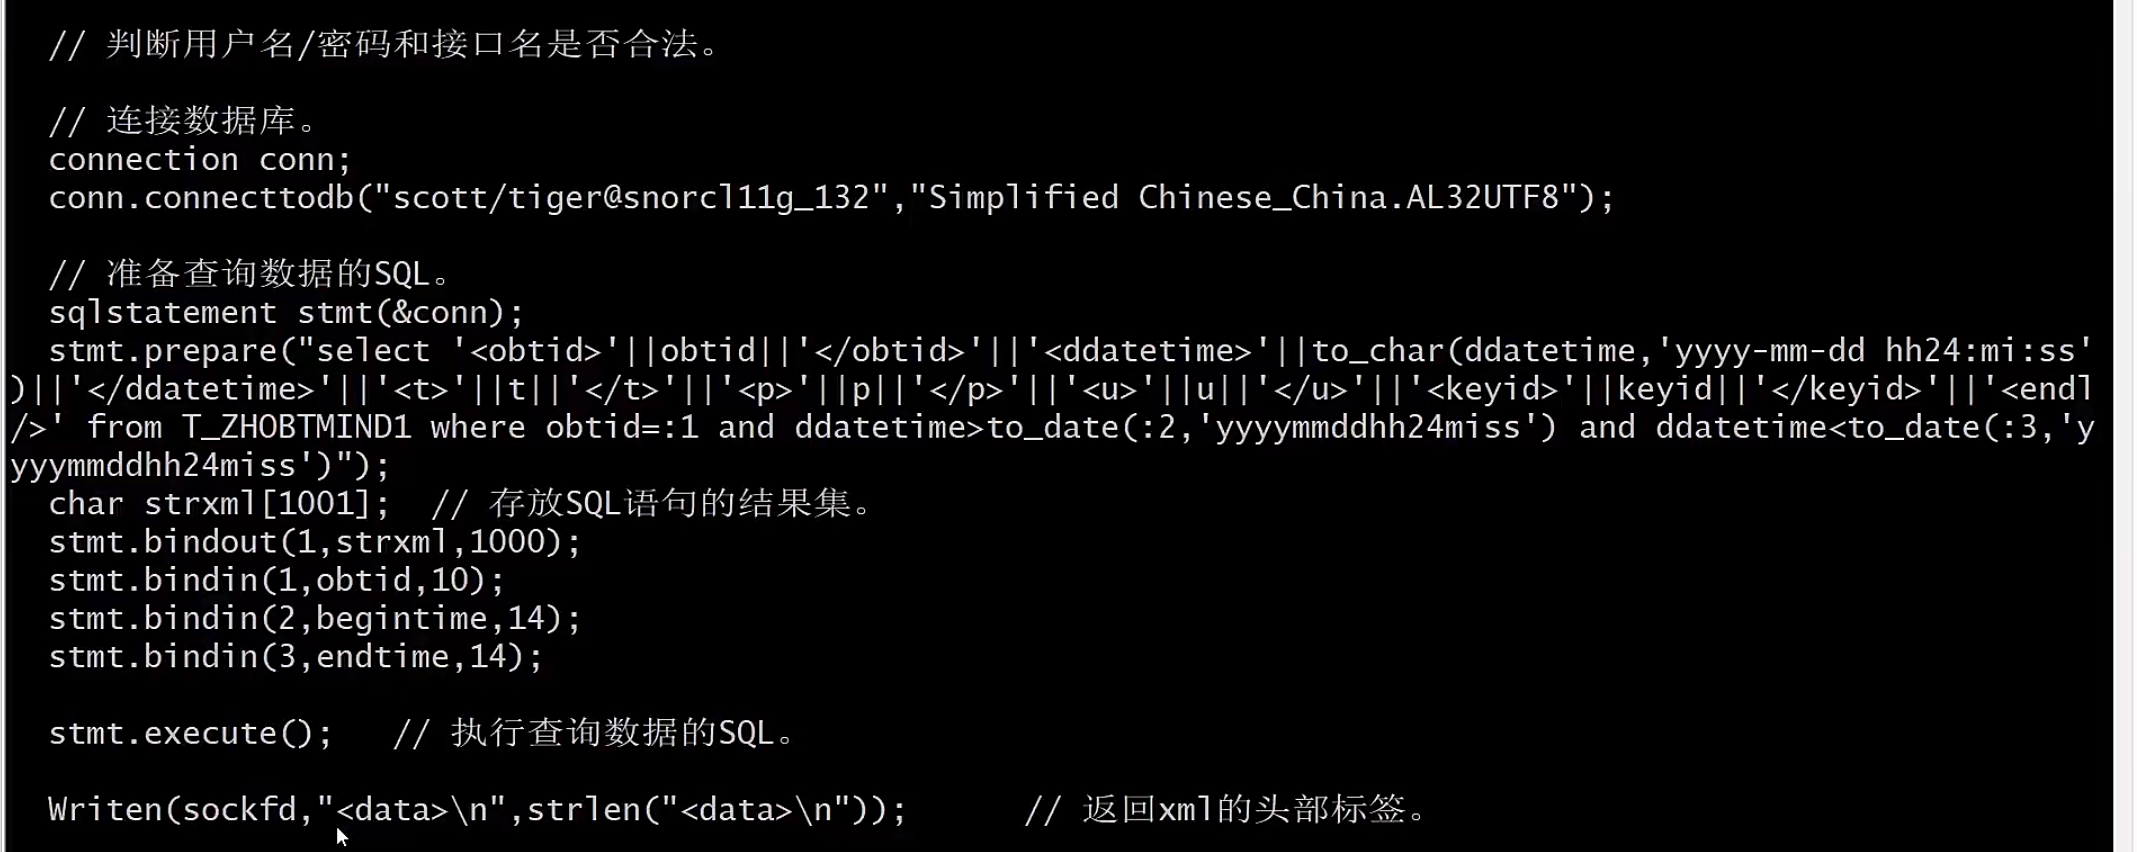 // 判断用户名/密码和接口名是否合法。
// 连接数据库。
connection conn;
conn.connecttodb("scott/tiger@snorcl11g_132","Simplified Chinese_China.AL32UTF8");
// 准备查询数据的SQL。
sqlstatement stmt(&conn);
stmt.prepare("select '<obtid>'||obtid||'</obtid>'||'<ddatetime>'||to_char(ddatetime,'yyyy-mm-dd hh24:mi:ss'
)||'</ddatetime>'||'<t>'||t||'</t>'||'<p>'||p||'</p>'||'<u>'||u||'</u>'||'<keyid>'||keyid||'</keyid>'||'<endl
/>' from T_ZHOBTMIND1 where obtid=:1 and ddatetime>to_date(:2,'yyyymmddhh24miss') and ddatetime<to_date(:3,'y
yyymmddhh24miss')");
char strxml[1001];  // 存放SQL语句的结果集。
stmt.bindout(1,strxml,1000);
stmt.bindin(1,obtid,10);
stmt.bindin(2,begintime,14);
stmt.bindin(3,endtime,14);
stmt.execute();   // 执行查询数据的SQL。
Writen(sockfd,"<data>\n",strlen("<data>\n"));      // 返回xml的头部标签。